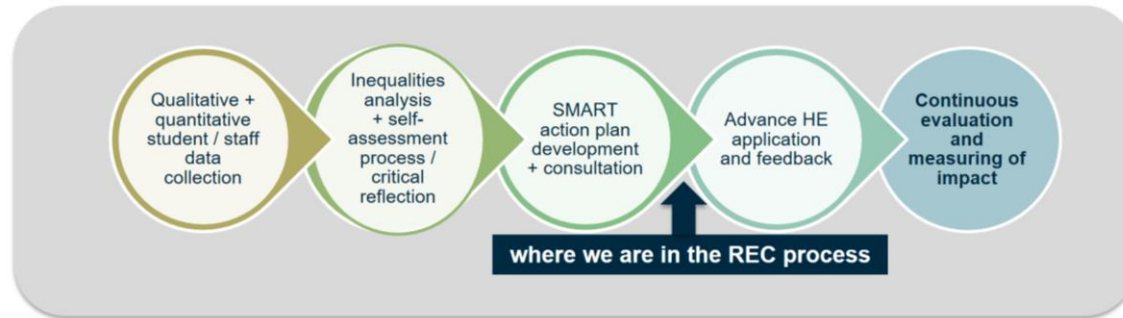 Qualitative +
quantitative
student / staff
data
collection
Inequalities
analysis
+ self-
assessment
process /
critical
reflection
SMART
action plan
development
+ consultation
Advance HE
application
and feedback
Continuous
evaluation
and
measuring of
impact
where we are in the REC process